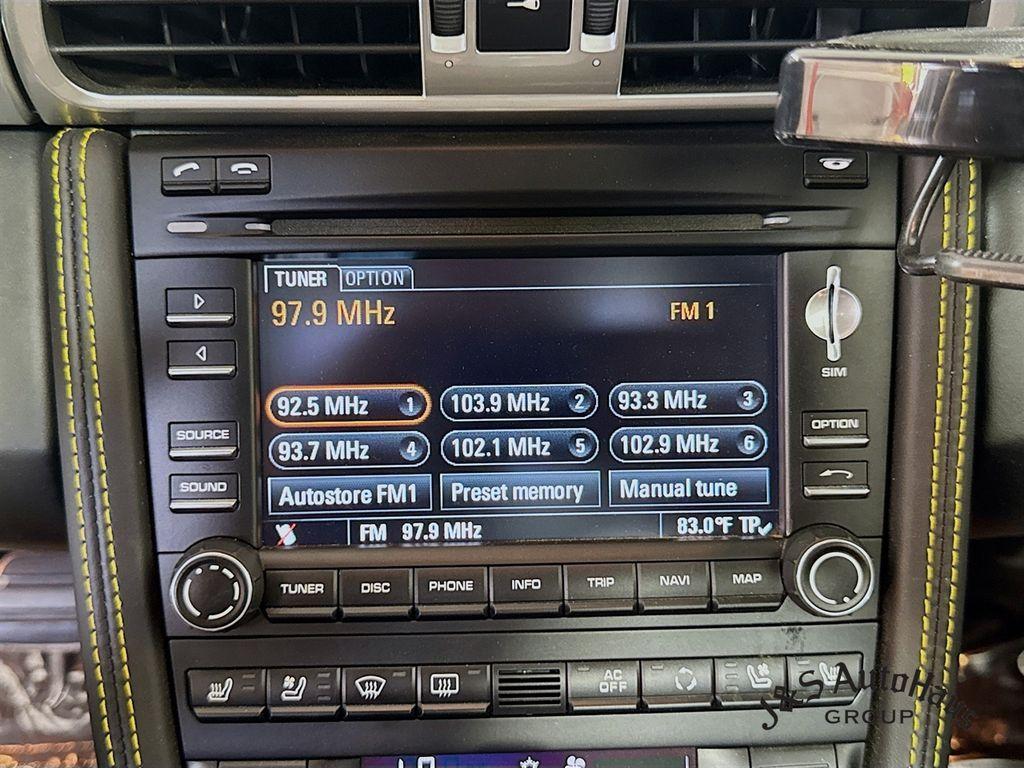 TUNER OPTION
97.9 MHz FM 1
92.5 MHz 1 103.9 MHz 2 93.3 MHz 3
93.7 MHz 4 102.1 MHz 5 102.9 MHz 6
Autostore FM1 Preset memory Manual tune
FM 97.9 MHz 83.0°F TP
SIM
SOURCE
OPTION
SOUND
TUNER DISC PHONE INFO TRIP NAVI MAP
AC
OFF
S&S AutoHaus
GROUP